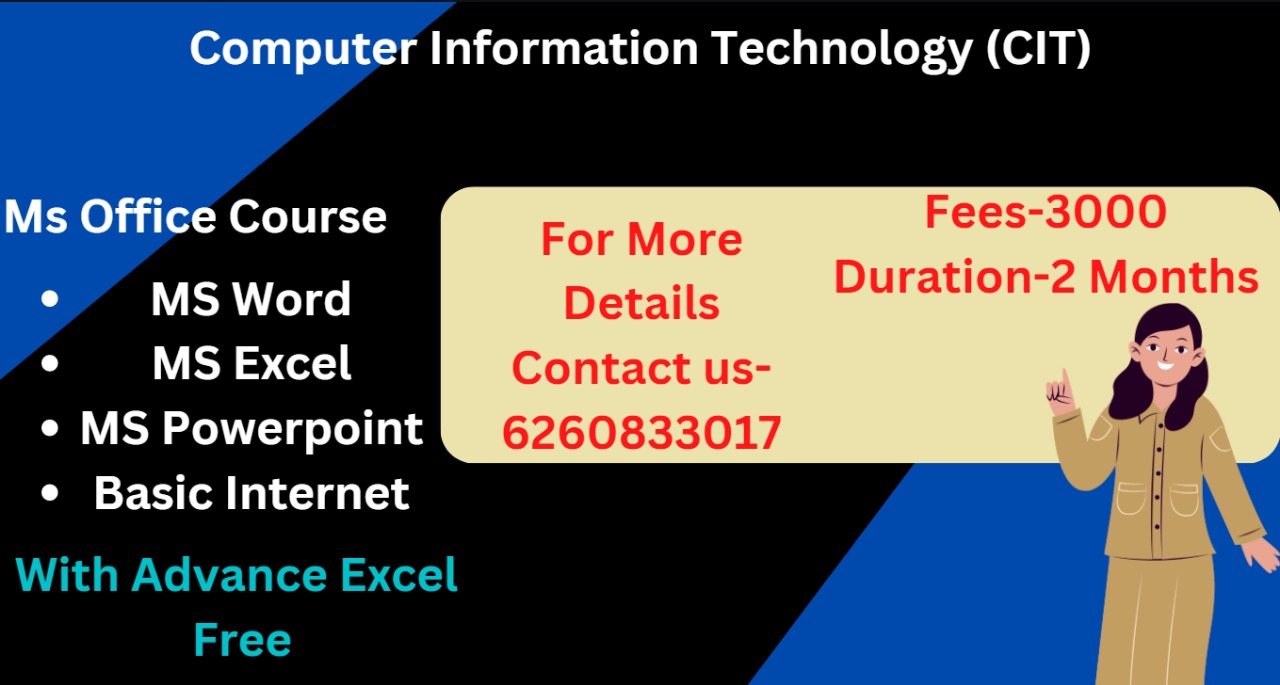 Computer Information Technology (CIT)
Ms Office Course
• MS Word
• MS Excel
• MS Powerpoint
• Basic Internet
With Advance Excel
Free
For More
Details
Contact us-
6260833017
Fees-3000
Duration-2 Months